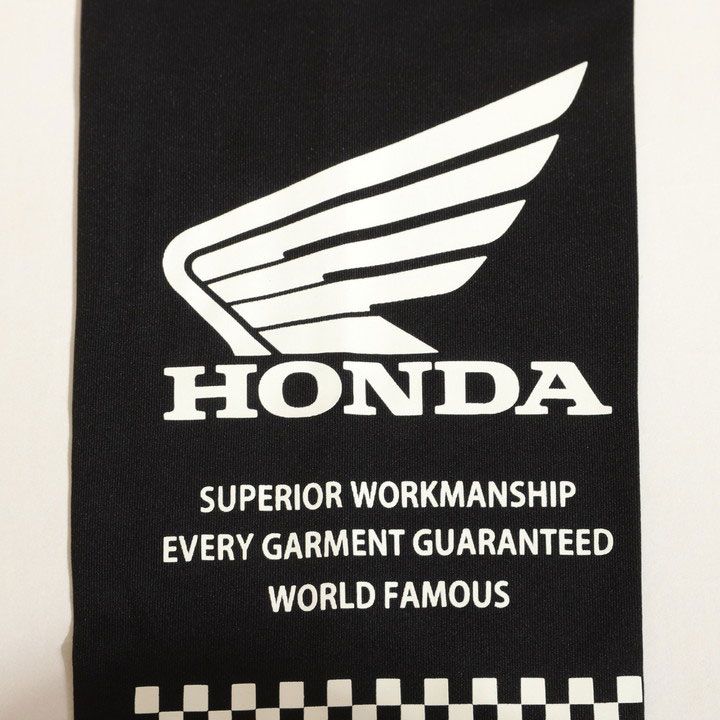 HONDA
SUPERIOR WORKMANSHIP
EVERY GARMENT GUARANTEED
WORLD FAMOUS